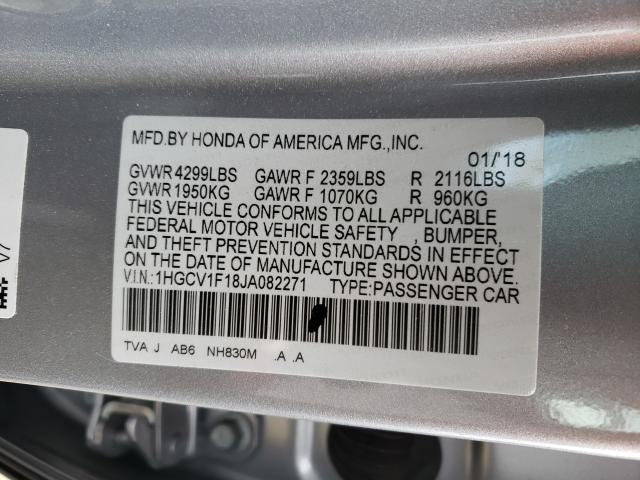 MFD.BY HONDA OF AMERICA MFG.,INC.
01/'18
GVWR 4299LBS GAWR F 2359LBS R 2116LBS
GVWR 1950KG GAWR F 1070KG R 960KG
THIS VEHICLE CONFORMS TO ALL APPLICABLE
FEDERAL MOTOR VEHICLE SAFETY , BUMPER,
AND THEFT PREVENTION STANDARDS IN EFFECT
ON THE DATE OF MANUFACTURE SHOWN ABOVE.
V.I.N.:1HGCV1F18JA082271 TYPE:PASSENGER CAR
TVA J AB6 NH830M .A .A
V7